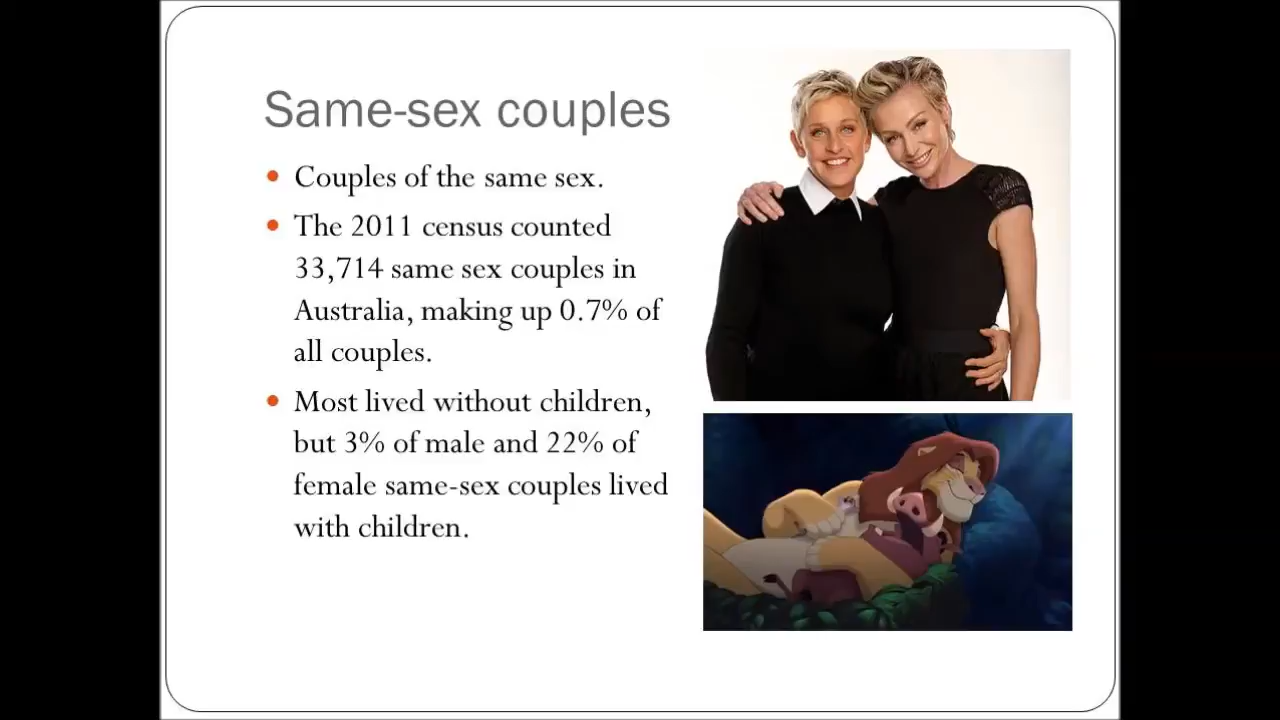 Same-sex couples
Couples of the same sex.
The 2011 census counted
33,714 same sex couples in
Australia, making up 0.7% of
all couples.
Most lived without children,
but 3% of male and 22% of
female same-sex couples lived
with children.